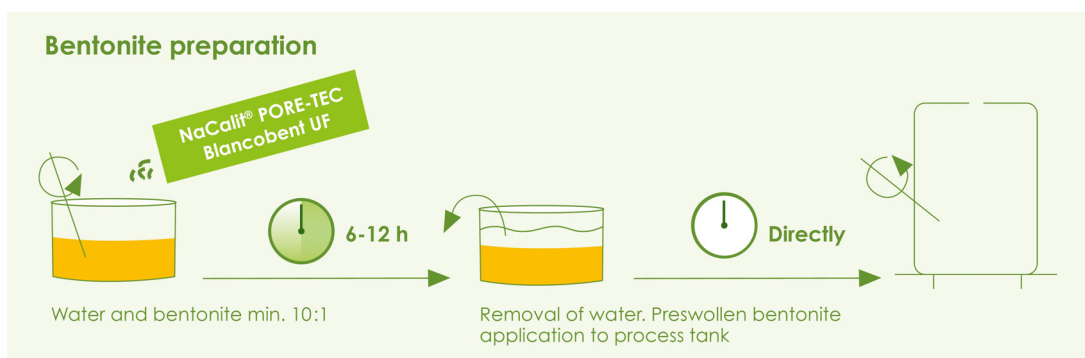 Bentonite preparation
NaCalit® PORE-TEC
Blancobent UF
6-12 h
Directly
Water and bentonite min. 10:1
Removal of water. Preswollen bentonite
application to process tank